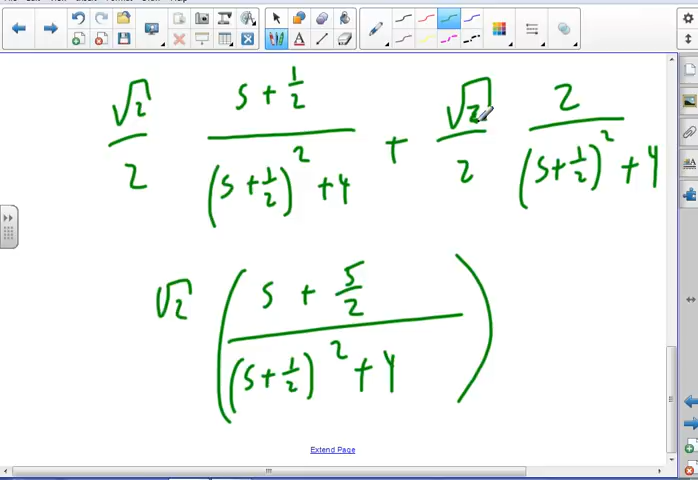 √2/2 (s + 1/2)/((s + 1/2)² + 4) + √2/2 2/((s + 1/2)² + 4)
√2 ((s + 5/2)/((s + 1/2)² + 4))
Extend Page